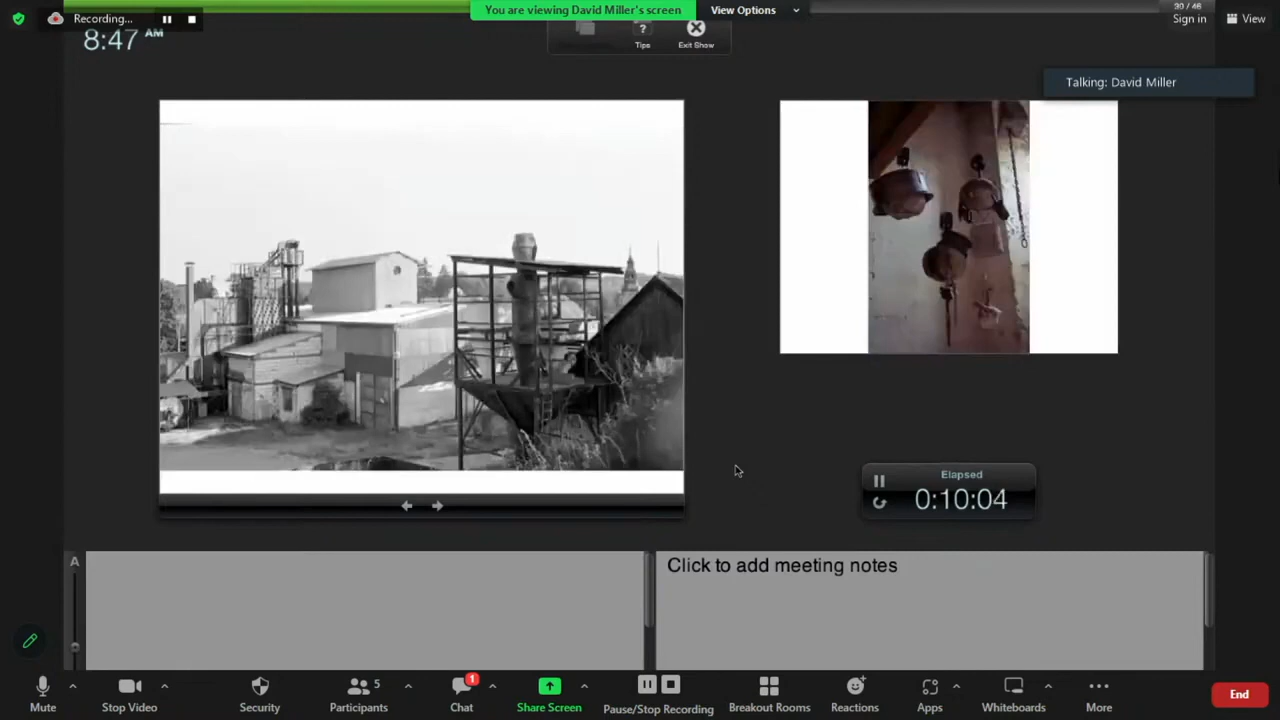 Recording...
You are viewing David Miller's screen
View Options
30 / 46
Sign in
View
8:47 AM
Tips
Exit Show
Talking: David Miller
Elapsed
0:10:04
A
Click to add meeting notes
Mute
Stop Video
Security
5
Participants
1
Chat
Share Screen
Pause/Stop Recording
Breakout Rooms
Reactions
Apps
Whiteboards
More
End